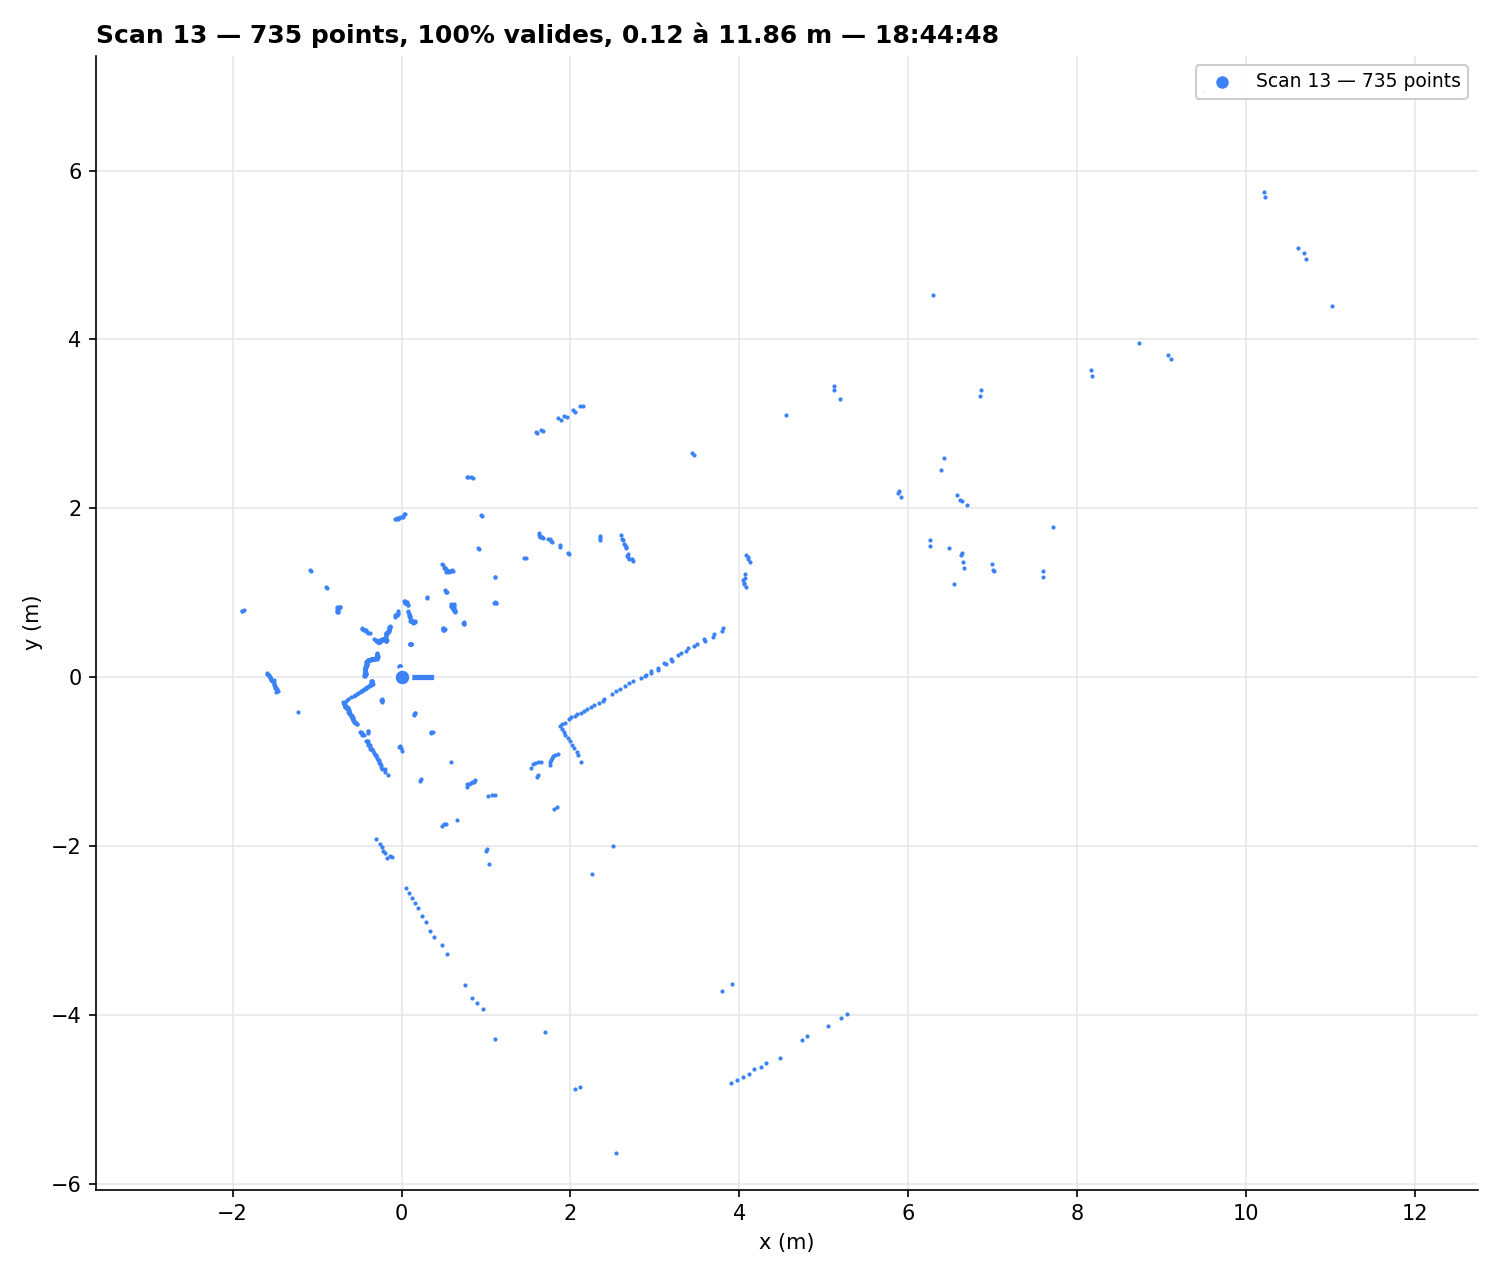 Scan 13 — 735 points, 100% valides, 0.12 à 11.86 m — 18:44:48
Scan 13 — 735 points
6
4
2
0
−2
−4
−6
y (m)
−2 0 2 4 6 8 10 12
x (m)